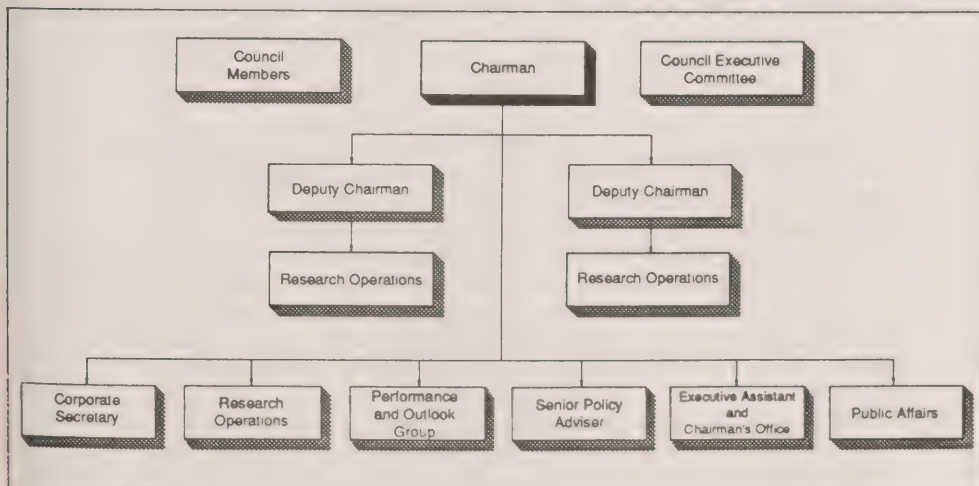 Council
Members
Chairman
Council Executive
Committee
Deputy Chairman
Deputy Chairman
Research Operations
Research Operations
Corporate
Secretary
Research
Operations
Performance
and Outlook
Group
Senior Policy
Adviser
Executive Assistant
and
Chairman's Office
Public Affairs